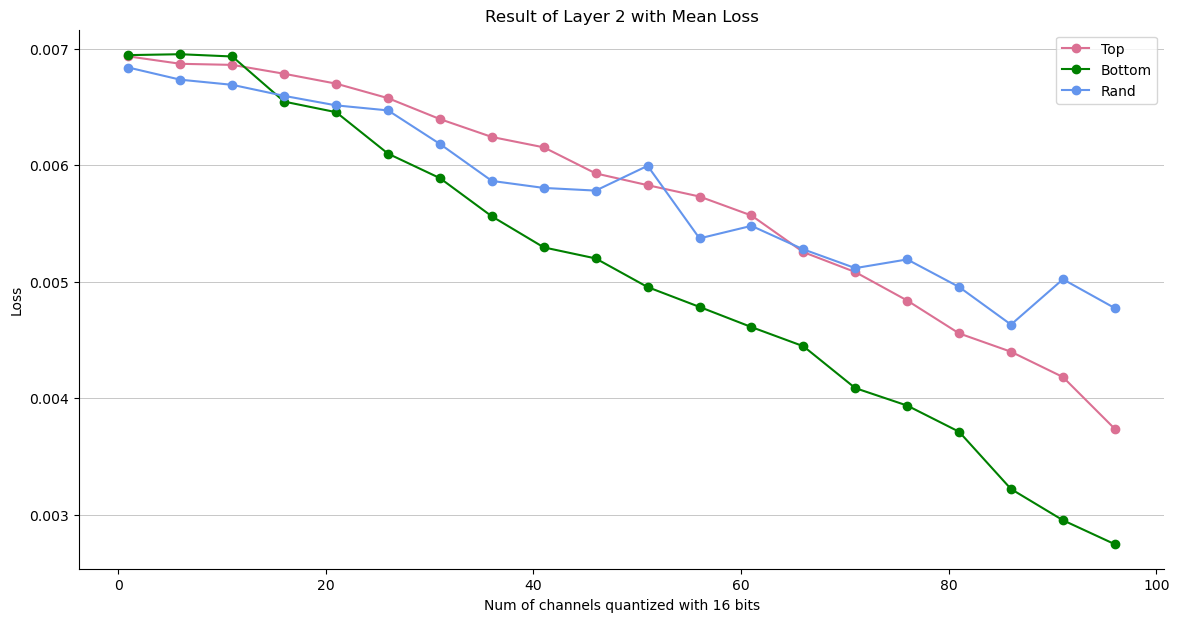 Result of Layer 2 with Mean Loss
Top
Bottom
Rand
0.007
0.006
0.005
0.004
0.003
Loss
0 20 40 60 80 100
Num of channels quantized with 16 bits